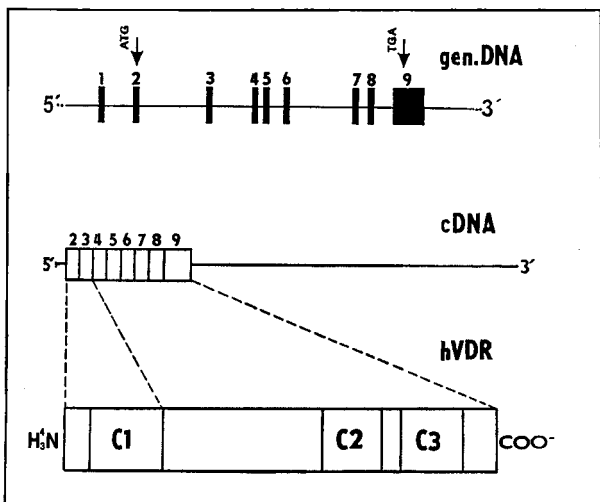 ATG
TGA
gen.DNA
1 2 3 4 5 6 7 8 9
5´ 3´
cDNA
2 3 4 5 6 7 8 9
5´ 3´
hVDR
H₃⁴N C1 C2 C3 COO⁻